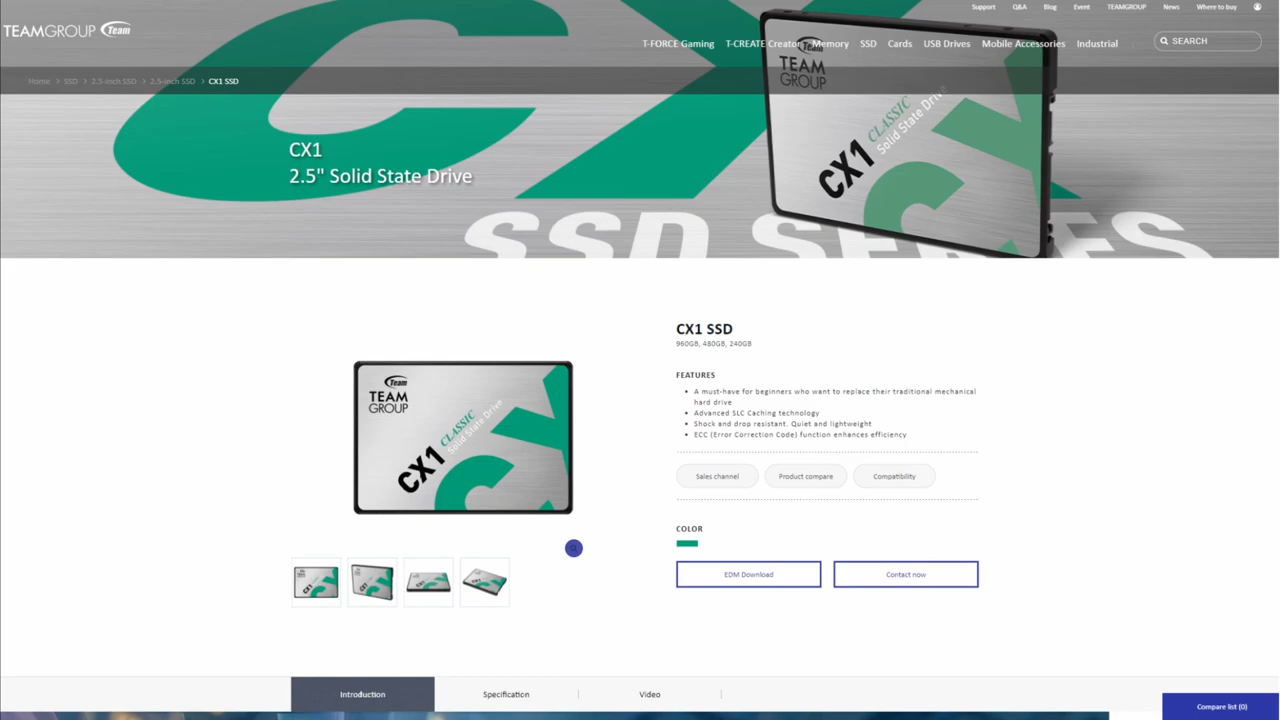 Support Q&A Blog Event TEAMGROUP News Where to buy
TEAMGROUP Team
T-FORCE Gaming T-CREATE Creator Memory SSD Cards USB Drives Mobile Accessories Industrial
SEARCH
Home > SSD > 2.5-inch SSD > 2.5-inch SSD > CX1 SSD
CX1
2.5" Solid State Drive
CX
SSD SERIES
Team
TEAM
GROUP
CX1 CLASSIC
Solid State Drive
CX1 SSD
960GB, 480GB, 240GB
FEATURES
A must-have for beginners who want to replace their traditional mechanical
hard drive
Advanced SLC Caching technology
Shock and drop resistant. Quiet and lightweight
ECC (Error Correction Code) function enhances efficiency
Team
TEAM
GROUP
CX1 CLASSIC
Solid State Drive
Sales channel Product compare Compatibility
COLOR
EDM Download Contact now
Introduction Specification Video
Compare list (0)